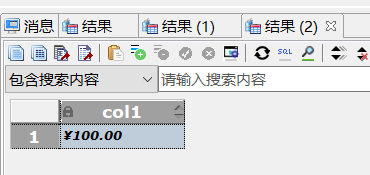 消息 结果 结果 (1) 结果 (2)
SQL
包含搜索内容 请输入搜索内容
col1
1 ¥100.00